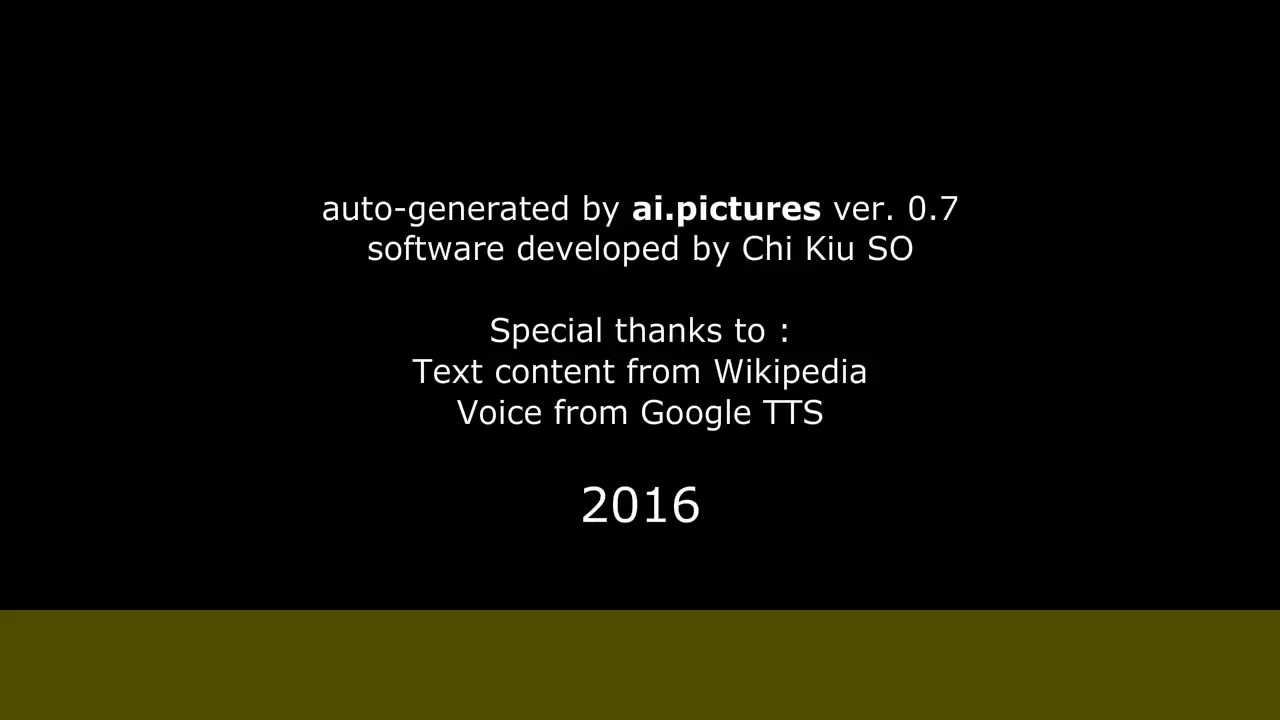 auto-generated by ai.pictures ver. 0.7
software developed by Chi Kiu SO
Special thanks to :
Text content from Wikipedia
Voice from Google TTS
2016